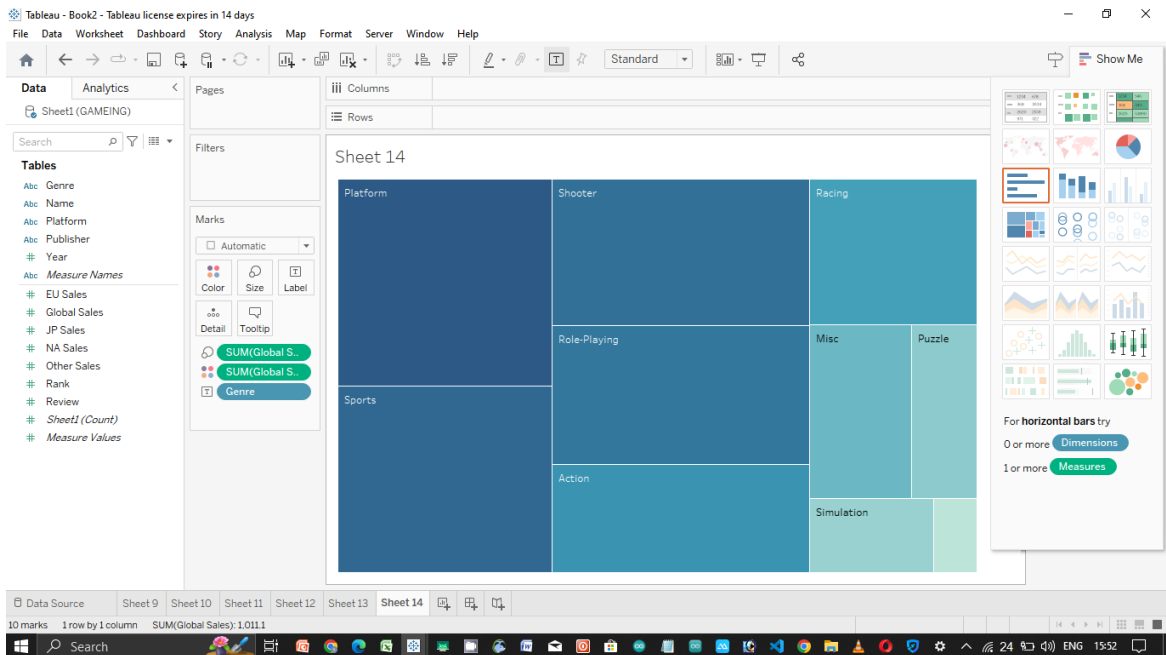 Tableau - Book2 - Tableau license expires in 14 days
File Data Worksheet Dashboard Story Analysis Map Format Server Window Help
Standard
Show Me
Data
Analytics
Sheet1 (GAMEING)
Search
Tables
Abc Genre
Abc Name
Abc Platform
Abc Publisher
# Year
Abc Measure Names
# EU Sales
# Global Sales
# JP Sales
# NA Sales
# Other Sales
# Rank
# Review
# Sheet1 (Count)
# Measure Values
Pages
Filters
Marks
Automatic
Color
Size
Label
Detail
Tooltip
SUM(Global S..
SUM(Global S..
Genre
Columns
Rows
Sheet 14
Platform
Shooter
Racing
Role-Playing
Misc
Puzzle
Sports
Action
Simulation
For horizontal bars try
0 or more Dimensions
1 or more Measures
Data Source
Sheet 9
Sheet 10
Sheet 11
Sheet 12
Sheet 13
Sheet 14
10 marks 1 row by 1 column SUM(Global Sales): 1,011.1
Search
24
ENG
15:52